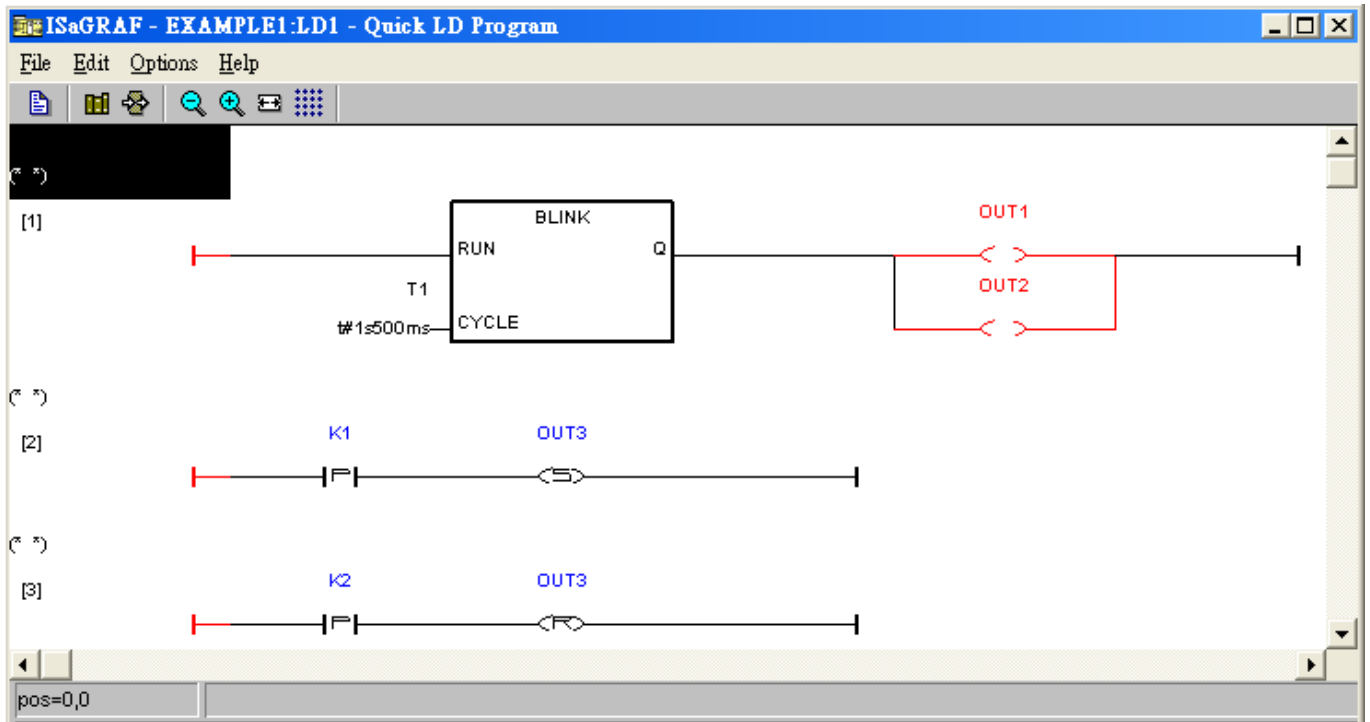 ISaGRAF - EXAMPLE1:LD1 - Quick LD Program
File Edit Options Help
(* *)
[1]
BLINK
OUT1
RUN Q
T1
OUT2
t#1s500ms CYCLE
(* *)
[2]
K1 OUT3
P S
(* *)
[3]
K2 OUT3
P R
pos=0,0